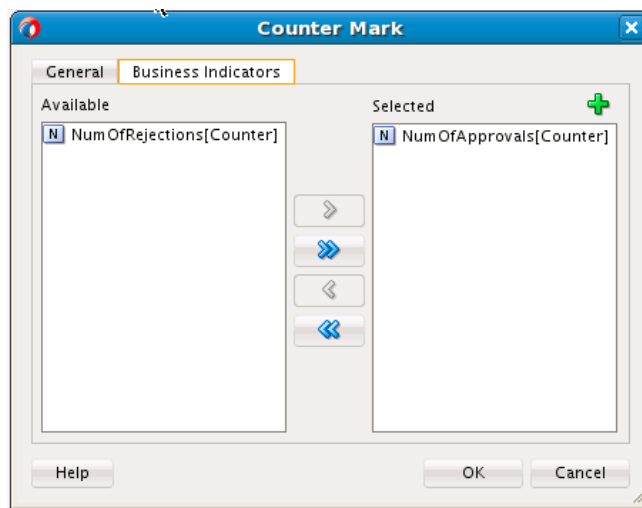 Counter Mark
General Business Indicators
Available
Selected
N NumOfRejections[Counter]
N NumOfApprovals[Counter]
Help
OK
Cancel